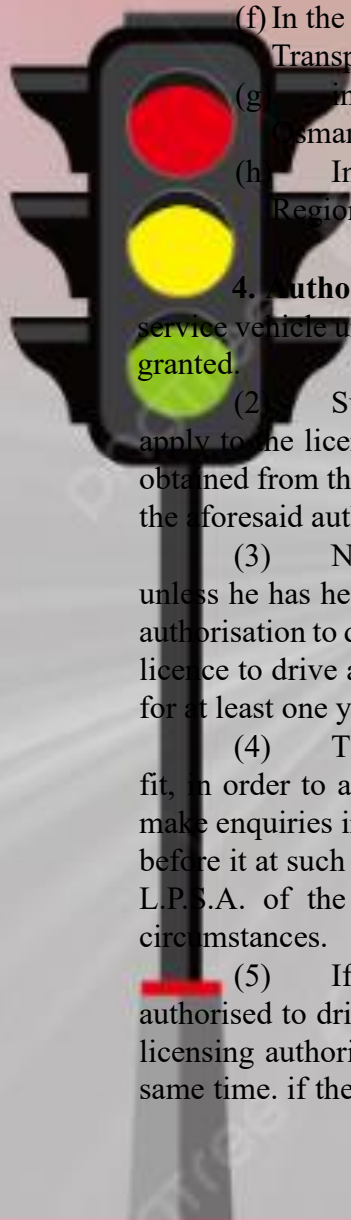 (f) In the
Transp
(g) in
Osman
(h) In
Region
4. Autho
service vehicle u
granted.
(2) S
apply to the licen
obtained from th
the aforesaid aut
(3) N
unless he has he
authorisation to d
licence to drive a
for at least one y
(4) T
fit, in order to a
make enquiries i
before it at such
L.P.S.A. of the
circumstances.
(5) If
authorised to dri
licensing authori
same time. if the